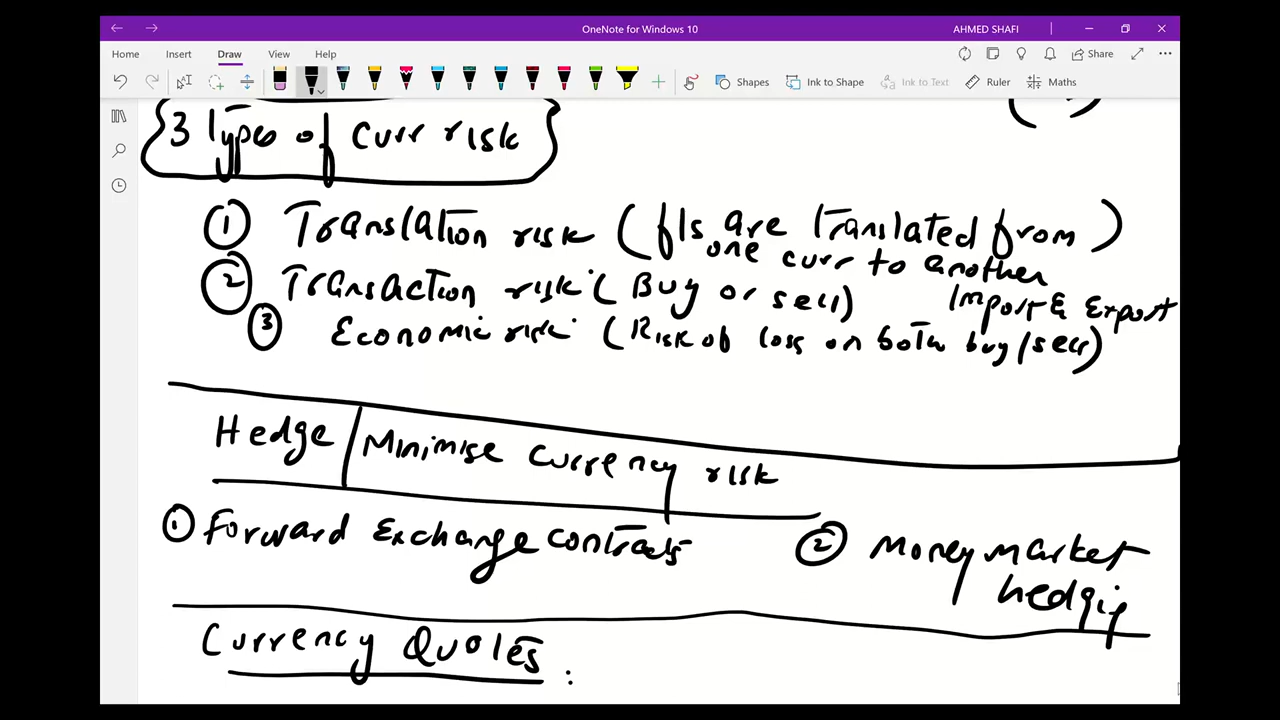 OneNote for Windows 10
AHMED SHAFI
Home Insert Draw View Help
Share
Shapes Ink to Shape Ink to Text Ruler Maths
3 Types of curr risk
① Translation risk (f/s are translated from)
one curr to another
② Transaction risk (Buy or sell)
Import & Export
③ Economic risk (Risk of loss on both buy/sell)
Hedge / Minimise currency risk
① Forward Exchange contracts
② Money market
hedging
Currency Quotes :